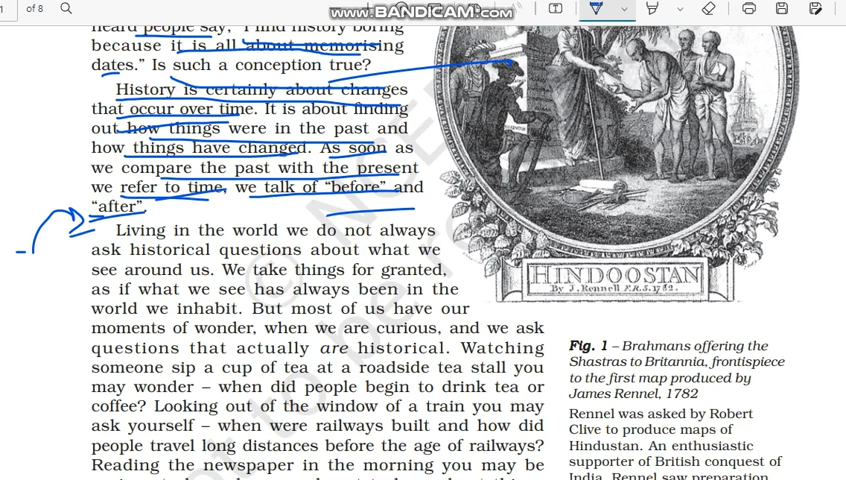 www.BANDICAM.com
1 of 8
heard people say, "I find history boring
because it is all about memorising
dates." Is such a conception true?
History is certainly about changes
that occur over time. It is about finding
out how things were in the past and
how things have changed. As soon as
we compare the past with the present
we refer to time, we talk of "before" and
"after".
Living in the world we do not always
ask historical questions about what we
see around us. We take things for granted,
as if what we see has always been in the
world we inhabit. But most of us have our
moments of wonder, when we are curious, and we ask
questions that actually are historical. Watching
someone sip a cup of tea at a roadside tea stall you
may wonder – when did people begin to drink tea or
coffee? Looking out of the window of a train you may
ask yourself – when were railways built and how did
people travel long distances before the age of railways?
Reading the newspaper in the morning you may be
HINDOOSTAN
By J. Rennell F.R.S. 1782.
Fig. 1 – Brahmans offering the
Shastras to Britannia, frontispiece
to the first map produced by
James Rennel, 1782
Rennel was asked by Robert
Clive to produce maps of
Hindustan. An enthusiastic
supporter of British conquest of
India, Rennel saw preparation
© NCE
not to be re